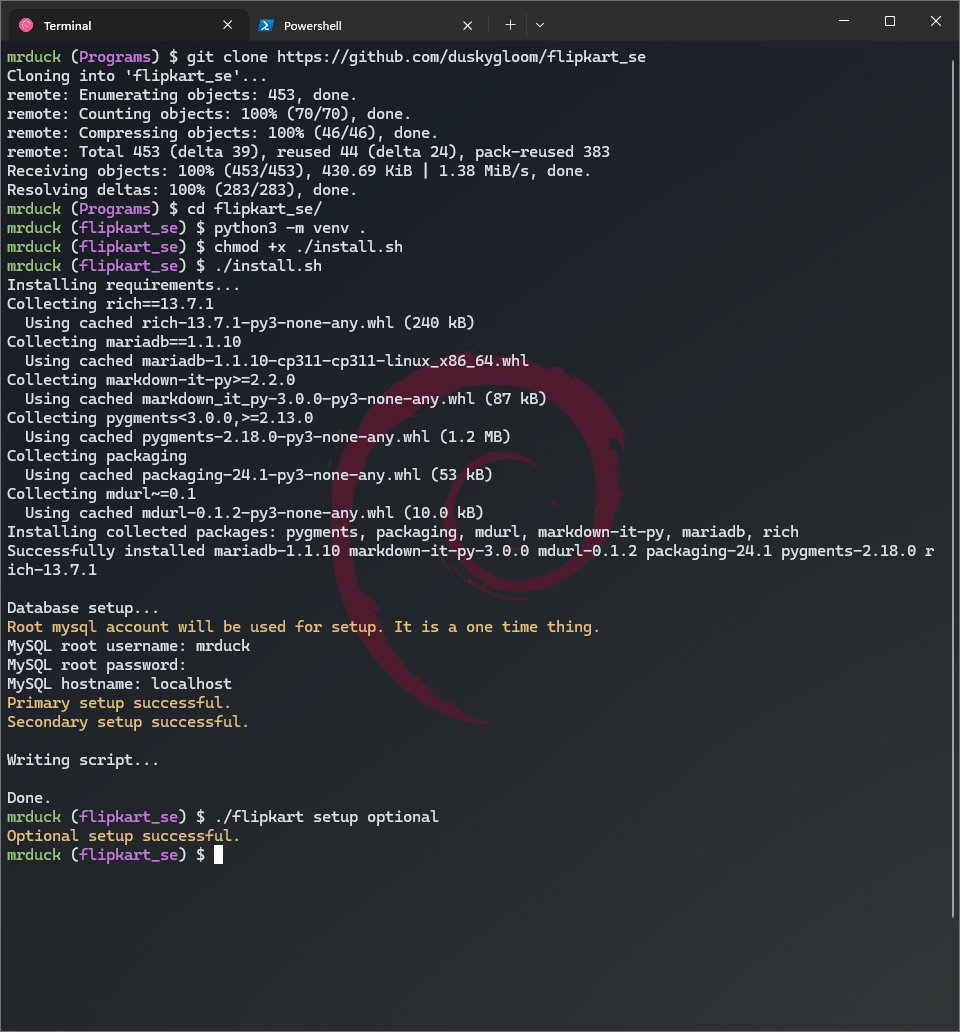 Terminal
Powershell
mrduck (Programs) $ git clone https://github.com/duskygloom/flipkart_se
Cloning into 'flipkart_se'...
remote: Enumerating objects: 453, done.
remote: Counting objects: 100% (70/70), done.
remote: Compressing objects: 100% (46/46), done.
remote: Total 453 (delta 39), reused 44 (delta 24), pack-reused 383
Receiving objects: 100% (453/453), 430.69 KiB | 1.38 MiB/s, done.
Resolving deltas: 100% (283/283), done.
mrduck (Programs) $ cd flipkart_se/
mrduck (flipkart_se) $ python3 -m venv .
mrduck (flipkart_se) $ chmod +x ./install.sh
mrduck (flipkart_se) $ ./install.sh
Installing requirements...
Collecting rich==13.7.1
  Using cached rich-13.7.1-py3-none-any.whl (240 kB)
Collecting mariadb==1.1.10
  Using cached mariadb-1.1.10-cp311-cp311-linux_x86_64.whl
Collecting markdown-it-py>=2.2.0
  Using cached markdown_it_py-3.0.0-py3-none-any.whl (87 kB)
Collecting pygments<3.0.0,>=2.13.0
  Using cached pygments-2.18.0-py3-none-any.whl (1.2 MB)
Collecting packaging
  Using cached packaging-24.1-py3-none-any.whl (53 kB)
Collecting mdurl~=0.1
  Using cached mdurl-0.1.2-py3-none-any.whl (10.0 kB)
Installing collected packages: pygments, packaging, mdurl, markdown-it-py, mariadb, rich
Successfully installed mariadb-1.1.10 markdown-it-py-3.0.0 mdurl-0.1.2 packaging-24.1 pygments-2.18.0 r
ich-13.7.1
Database setup...
Root mysql account will be used for setup. It is a one time thing.
MySQL root username: mrduck
MySQL root password:
MySQL hostname: localhost
Primary setup successful.
Secondary setup successful.
Writing script...
Done.
mrduck (flipkart_se) $ ./flipkart setup optional
Optional setup successful.
mrduck (flipkart_se) $